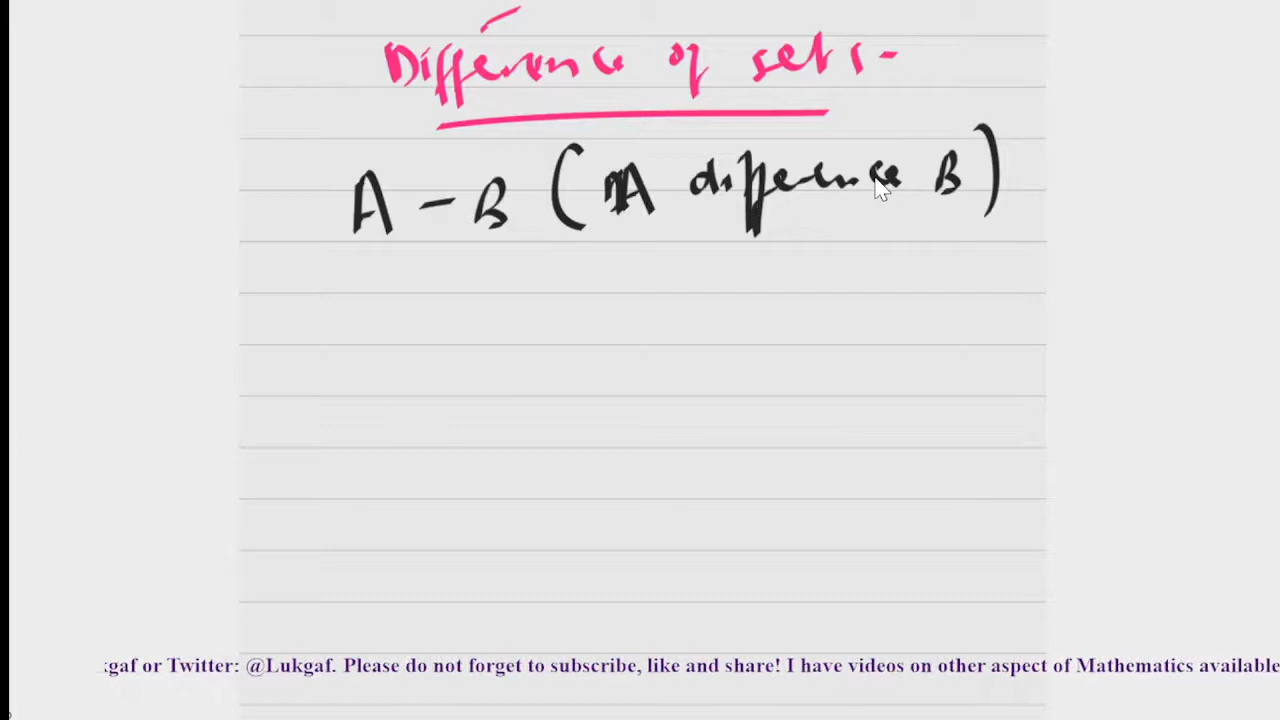 Difference of sets-
A - B (A difference B)
:gaf or Twitter: @Lukgaf. Please do not forget to subscribe, like and share! I have videos on other aspect of Mathematics available